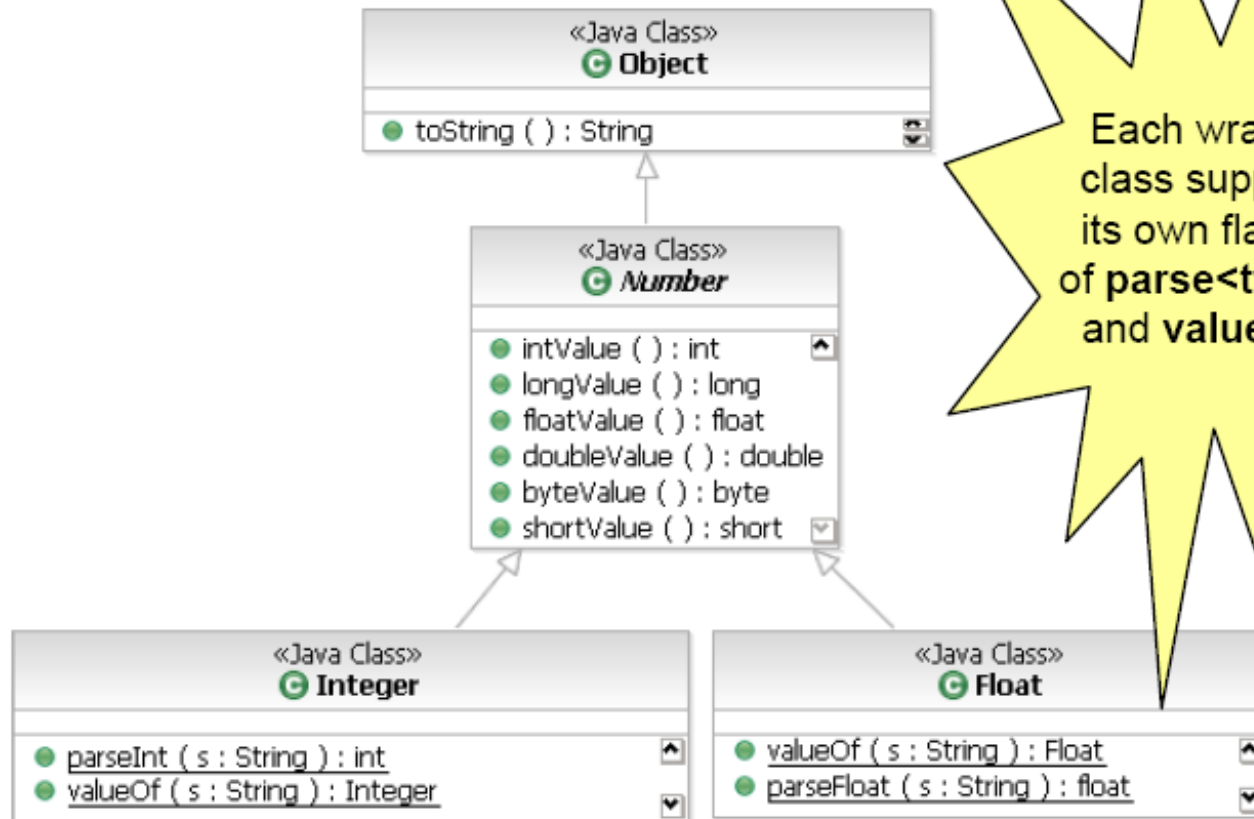 «Java Class»
Object
toString ( ) : String
Each
class
its own
of
and
«Java Class»
Number
intValue ( ) : int
longValue ( ) : long
floatValue ( ) : float
doubleValue ( ) : double
byteValue ( ) : byte
shortValue ( ) : short
«Java Class»
Integer
parseInt ( s : String ) : int
valueOf ( s : String ) : Integer
«Java Class»
Float
valueOf ( s : String ) : Float
parseFloat ( s : String ) : float